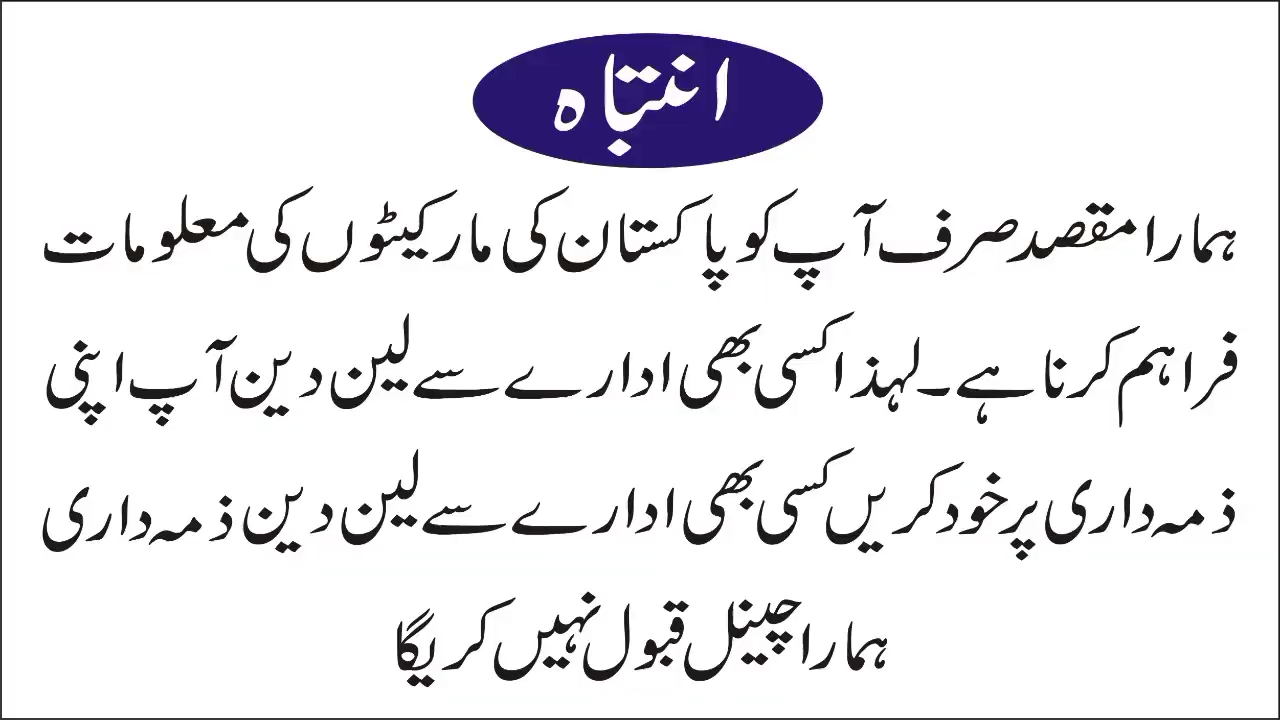 انتباہ
ہمارا مقصد صرف آپ کو پاکستان کی مارکیٹوں کی معلومات
فراہم کرنا ہے۔ لہذا کسی بھی ادارے سے لین دین آپ اپنی
ذمہ داری پر خود کریں کسی بھی ادارے سے لین دین ذمہ داری
ہمارا چینل قبول نہیں کریگا